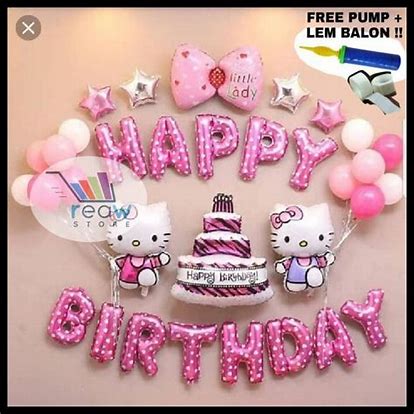 FREE PUMP +
LEM BALON !!
little
lady
HAPPY
reaw
STORE
Happy birthday!
BIRTHDAY